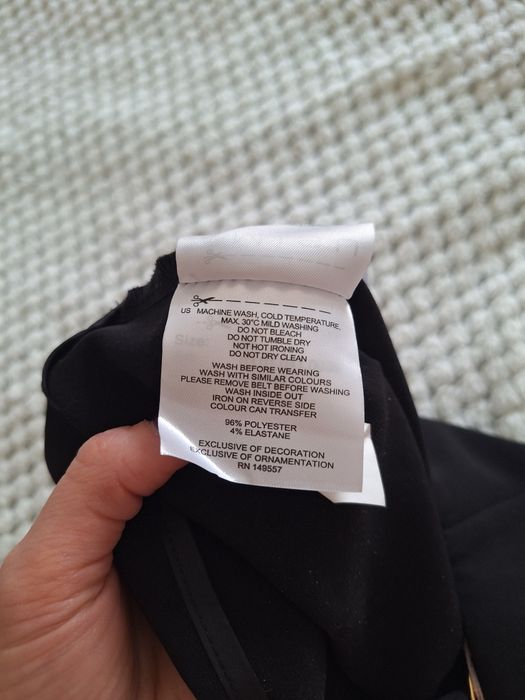 US MACHINE WASH, COLD TEMPERATURE,
MAX. 30°C MILD WASHING
DO NOT BLEACH
DO NOT TUMBLE DRY
Size:
NOT HOT IRONING
DO NOT DRY CLEAN
WASH BEFORE WEARING
WASH WITH SIMILAR COLOURS
PLEASE REMOVE BELT BEFORE WASHING
WASH INSIDE OUT
IRON ON REVERSE SIDE
COLOUR CAN TRANSFER
96% POLYESTER
4% ELASTANE
EXCLUSIVE OF DECORATION
EXCLUSIVE OF ORNAMENTATION
RN 149557